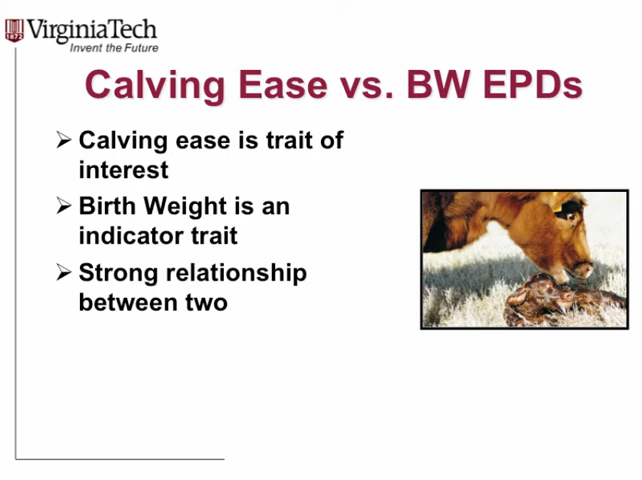 VirginiaTech
1872
Invent the Future
Calving Ease vs. BW EPDs
➢ Calving ease is trait of
interest
➢ Birth Weight is an
indicator trait
➢ Strong relationship
between two